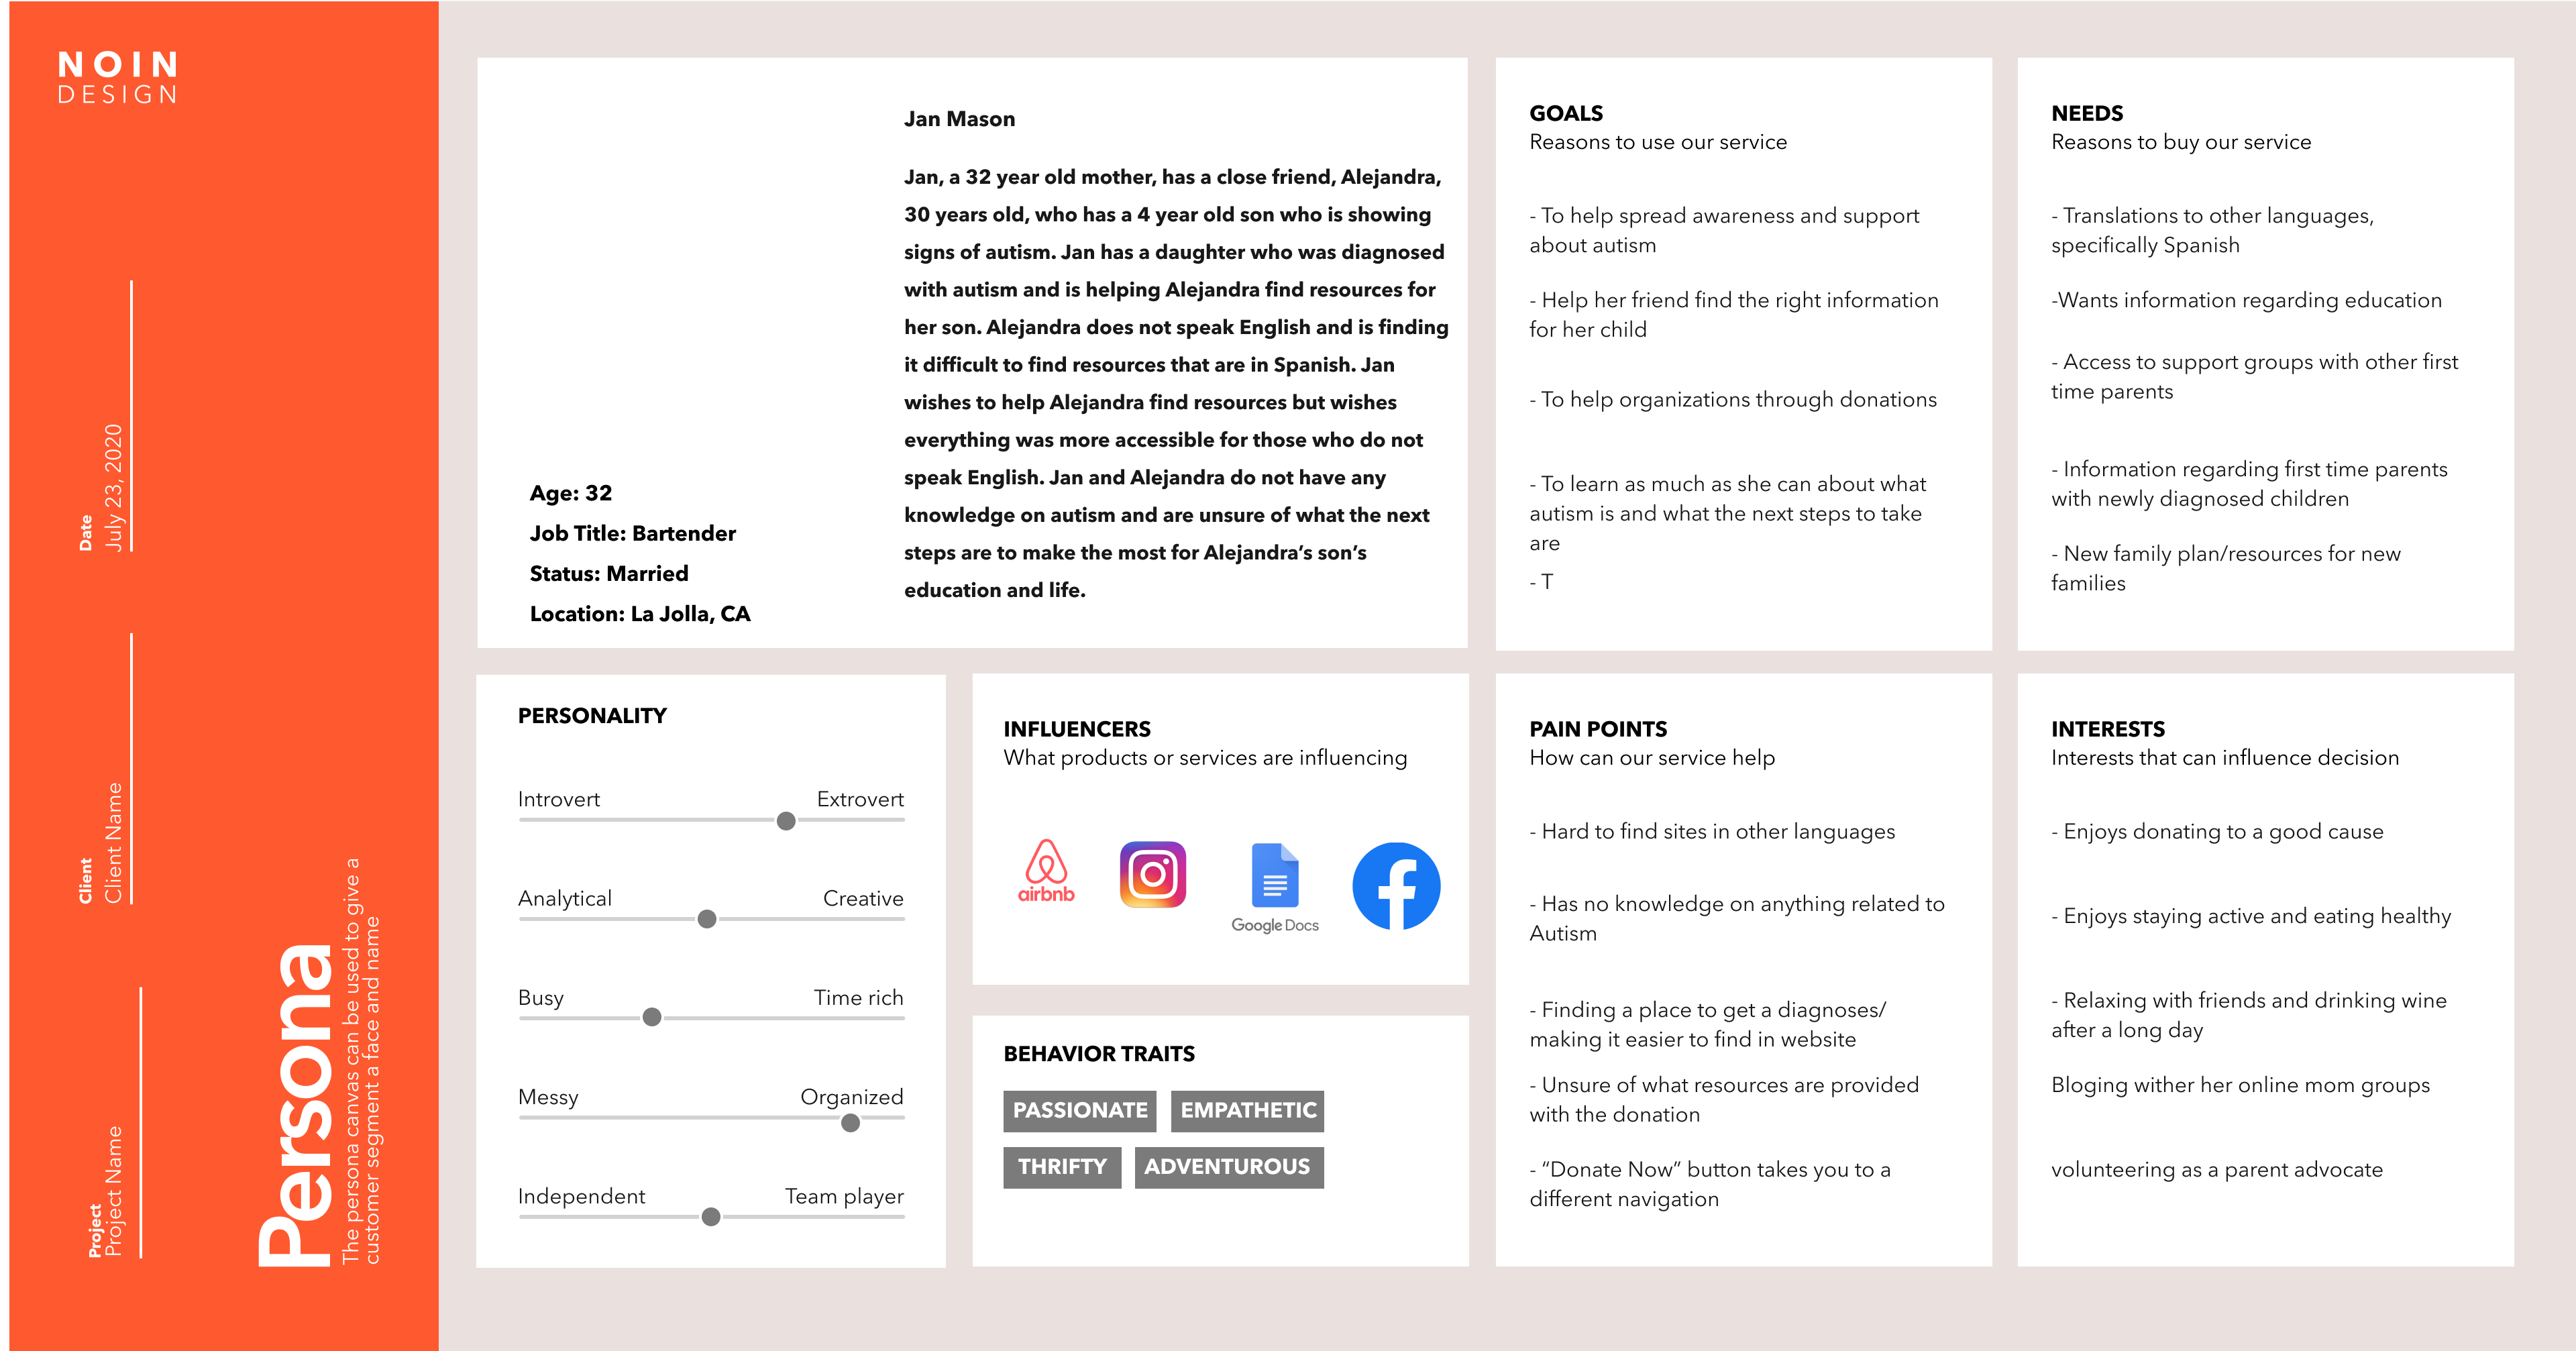 NOIN
DESIGN
Date
July 23, 2020
Client
Client Name
Project
Project Name
Persona
The persona canvas can be used to give a
customer segment a face and name
Age: 32
Job Title: Bartender
Status: Married
Location: La Jolla, CA
Jan Mason
Jan, a 32 year old mother, has a close friend, Alejandra,
30 years old, who has a 4 year old son who is showing
signs of autism. Jan has a daughter who was diagnosed
with autism and is helping Alejandra find resources for
her son. Alejandra does not speak English and is finding
it difficult to find resources that are in Spanish. Jan
wishes to help Alejandra find resources but wishes
everything was more accessible for those who do not
speak English. Jan and Alejandra do not have any
knowledge on autism and are unsure of what the next
steps are to make the most for Alejandra’s son’s
education and life.
GOALS
Reasons to use our service
- To help spread awareness and support
about autism
- Help her friend find the right information
for her child
- To help organizations through donations
- To learn as much as she can about what
autism is and what the next steps to take
are
- T
NEEDS
Reasons to buy our service
- Translations to other languages,
specifically Spanish
-Wants information regarding education
- Access to support groups with other first
time parents
- Information regarding first time parents
with newly diagnosed children
- New family plan/resources for new
families
PERSONALITY
Introvert Extrovert
Analytical Creative
Busy Time rich
Messy Organized
Independent Team player
INFLUENCERS
What products or services are influencing
airbnb
Google Docs
BEHAVIOR TRAITS
PASSIONATE EMPATHETIC
THRIFTY ADVENTUROUS
PAIN POINTS
How can our service help
- Hard to find sites in other languages
- Has no knowledge on anything related to
Autism
- Finding a place to get a diagnoses/
making it easier to find in website
- Unsure of what resources are provided
with the donation
- “Donate Now” button takes you to a
different navigation
INTERESTS
Interests that can influence decision
- Enjoys donating to a good cause
- Enjoys staying active and eating healthy
- Relaxing with friends and drinking wine
after a long day
Bloging wither her online mom groups
volunteering as a parent advocate